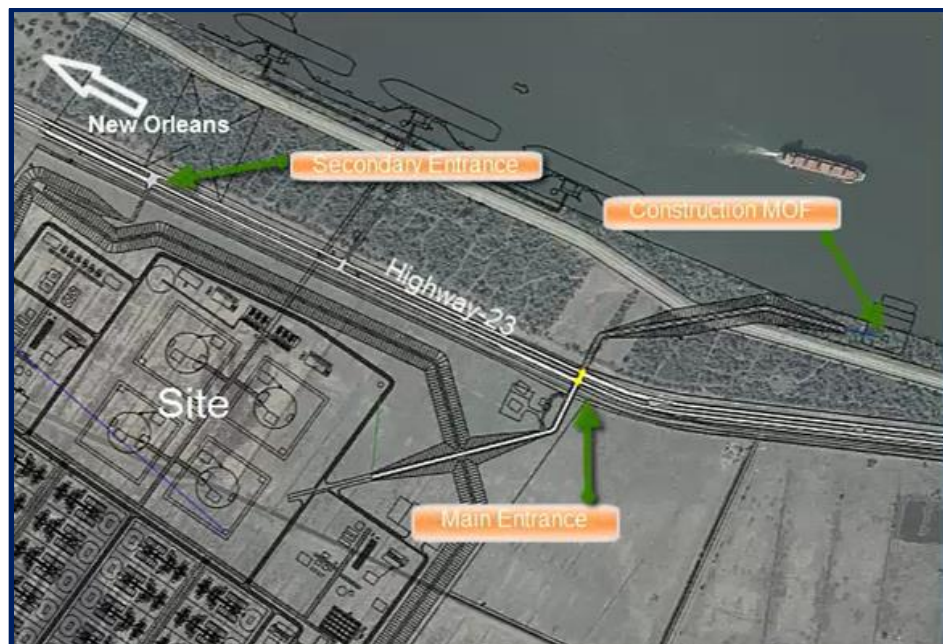 New Orleans
Secondary Entrance
Construction MOF
Highway-23
Site
Main Entrance